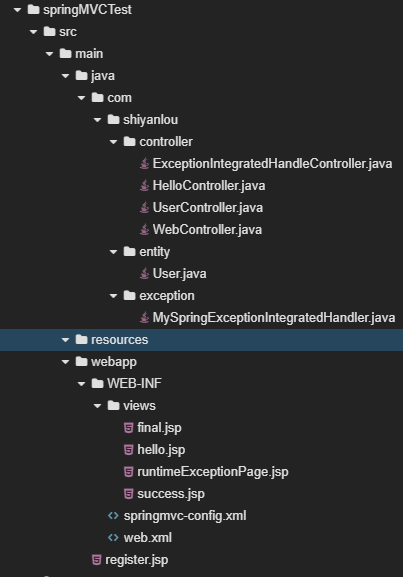 springMVCTest
src
main
java
com
shiyanlou
controller
ExceptionIntegratedHandleController.java
HelloController.java
UserController.java
WebController.java
entity
User.java
exception
MySpringExceptionIntegratedHandler.java
resources
webapp
WEB-INF
views
final.jsp
hello.jsp
runtimeExceptionPage.jsp
success.jsp
springmvc-config.xml
web.xml
register.jsp